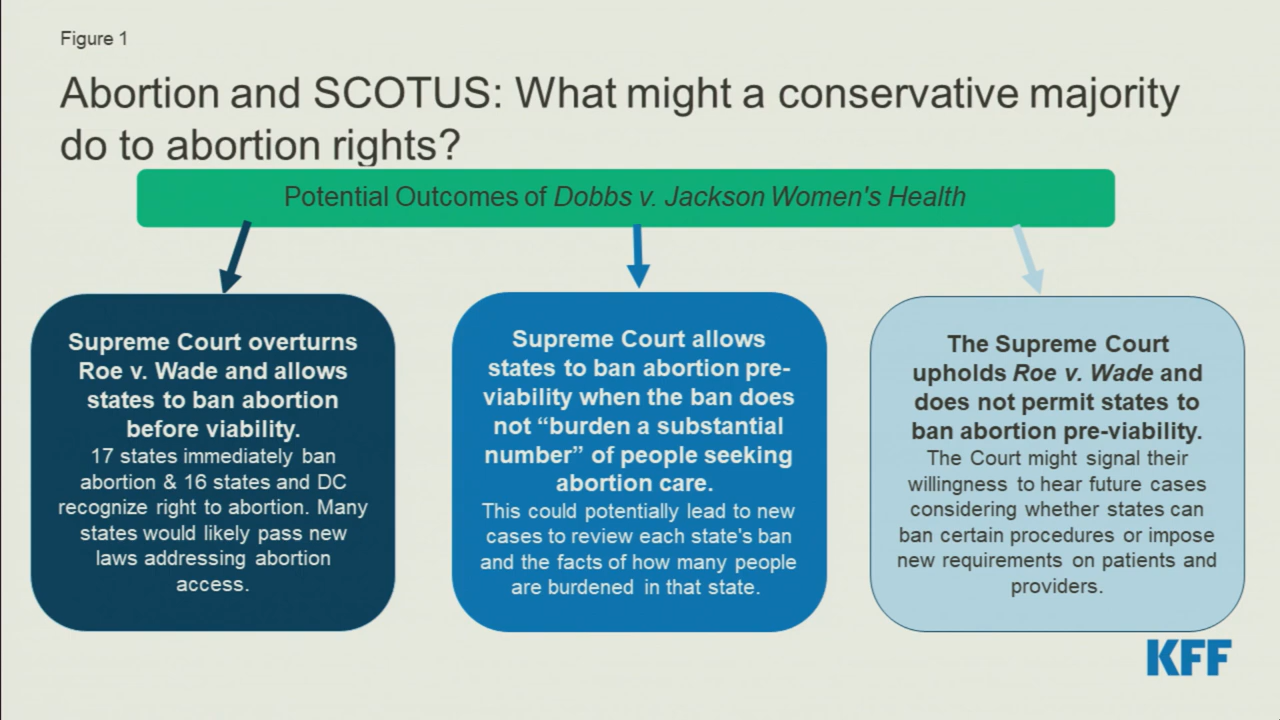 Figure 1
Abortion and SCOTUS: What might a conservative majority
do to abortion rights?
Potential Outcomes of Dobbs v. Jackson Women's Health
Supreme Court overturns
Roe v. Wade and allows
states to ban abortion
before viability.
17 states immediately ban
abortion & 16 states and DC
recognize right to abortion. Many
states would likely pass new
laws addressing abortion
access.
Supreme Court allows
states to ban abortion pre-
viability when the ban does
not “burden a substantial
number” of people seeking
abortion care.
This could potentially lead to new
cases to review each state's ban
and the facts of how many people
are burdened in that state.
The Supreme Court
upholds Roe v. Wade and
does not permit states to
ban abortion pre-viability.
The Court might signal their
willingness to hear future cases
considering whether states can
ban certain procedures or impose
new requirements on patients and
providers.
KFF